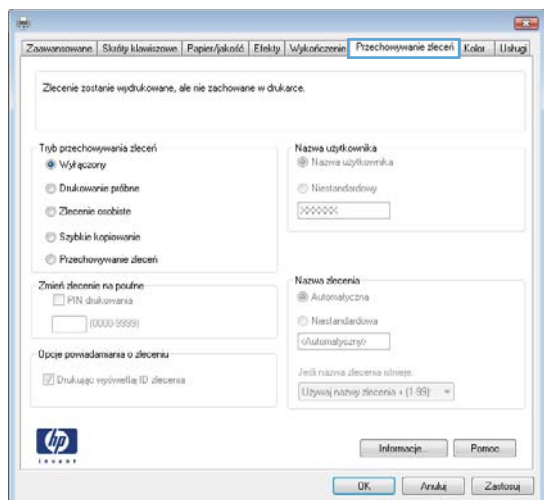 Zaawansowane Skróty klawiszowe Papier/jakość Efekty Wykończenie Przechowywanie zleceń Kolor Usługi
Zlecenie zostanie wydrukowane, ale nie zachowane w drukarce.
Tryb przechowywania zleceń
Wyłączony
Drukowanie próbne
Zlecenie osobiste
Szybkie kopiowanie
Przechowywanie zleceń
Nazwa użytkownika
Nazwa użytkownika
Niestandardowy
XXXXXX
Zmień zlecenie na poufne
PIN drukowania
(0000-9999)
Nazwa zlecenia
Automatyczna
Niestandardowa
<Automatyczny>
Opcje powiadamiania o zleceniu
Drukując wyświetlaj ID zlecenia
Jeśli nazwa zlecenia istnieje:
Używaj nazwy zlecenia + (1-99):
hp
invent
Informacje...
Pomoc
OK
Anuluj
Zastosuj